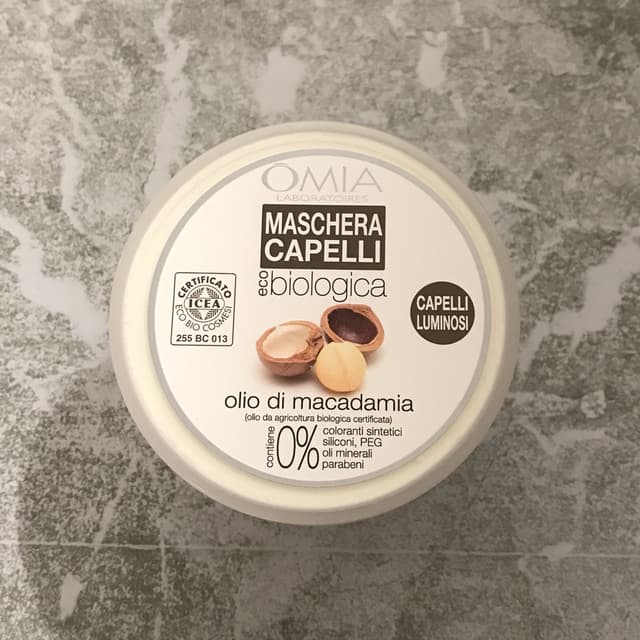 ÔMIA
LABORATOIRES
MASCHERA
CAPELLI
eco biologica
CERTIFICATO
ICEA
ECO BIO COSMESI
255 BC 013
CAPELLI
LUMINOSI
olio di macadamia
(olio da agricoltura biologica certificata)
contiene 0% coloranti sintetici
siliconi, PEG
oli minerali
parabeni